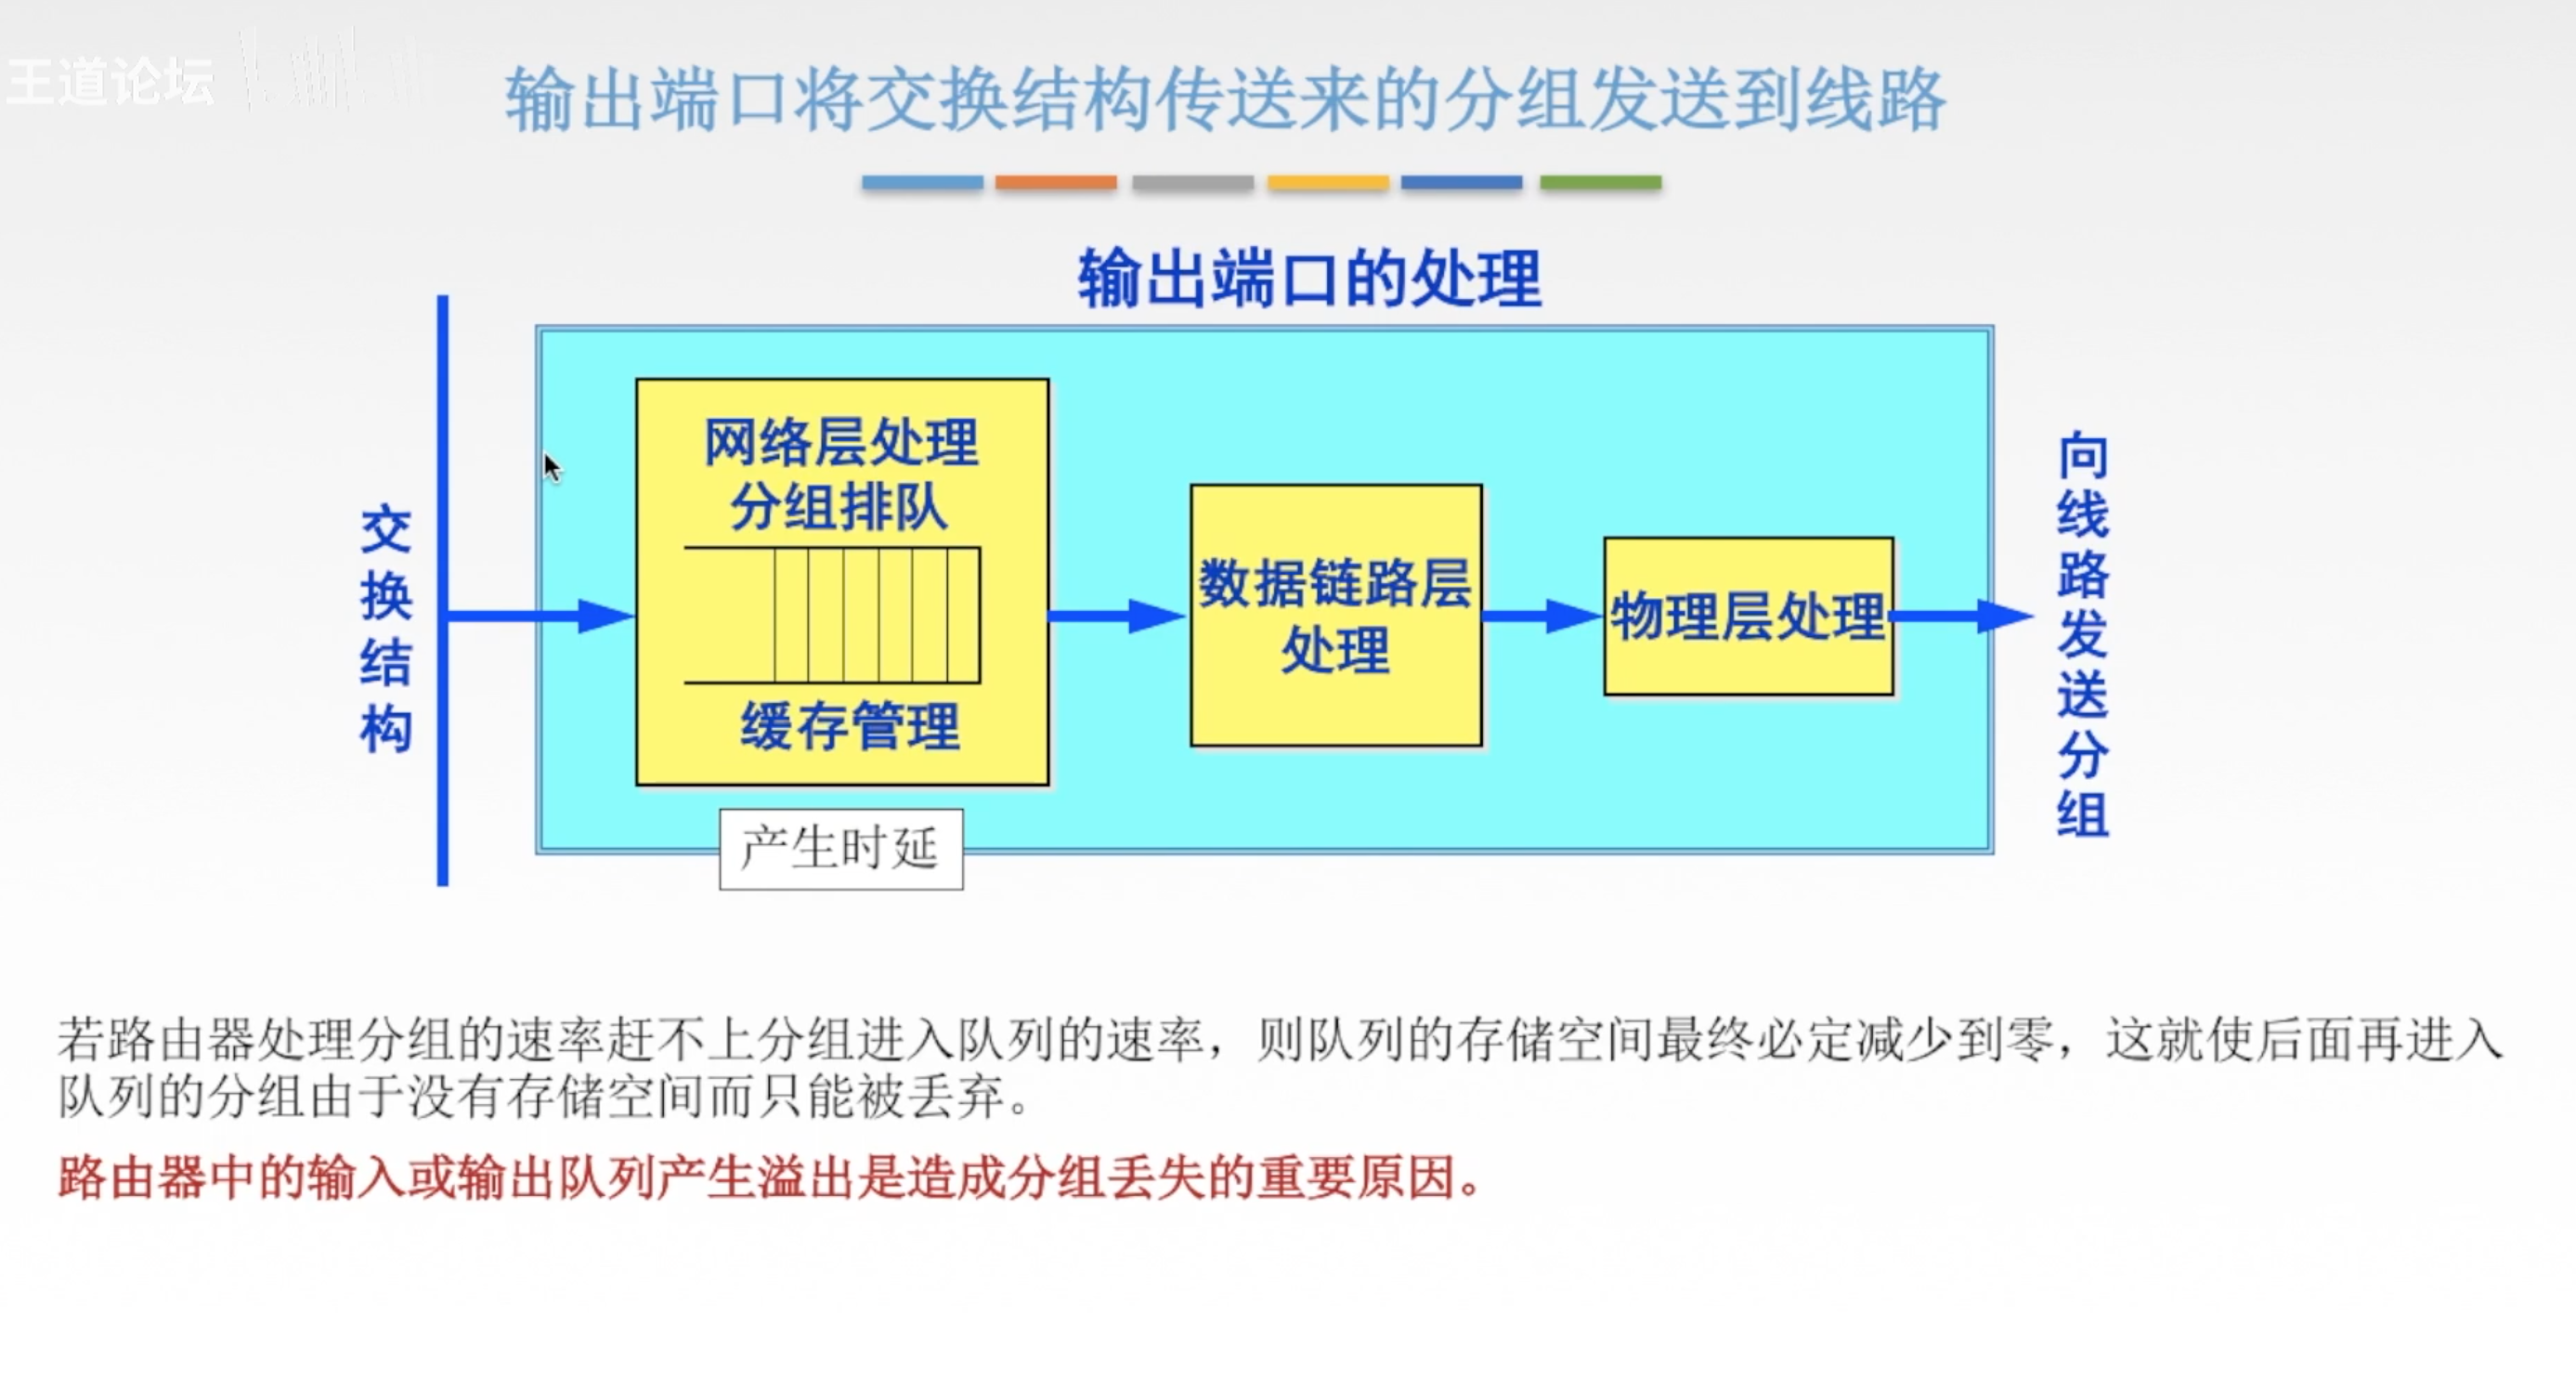 王道论坛
输出端口将交换结构传送来的分组发送到线路
输出端口的处理
交换结构
网络层处理
分组排队
缓存管理
产生时延
数据链路层
处理
物理层处理
向线路发送分组
若路由器处理分组的速率赶不上分组进入队列的速率，则队列的存储空间最终必定减少到零，这就使后面再进入
队列的分组由于没有存储空间而只能被丢弃。
路由器中的输入或输出队列产生溢出是造成分组丢失的重要原因。